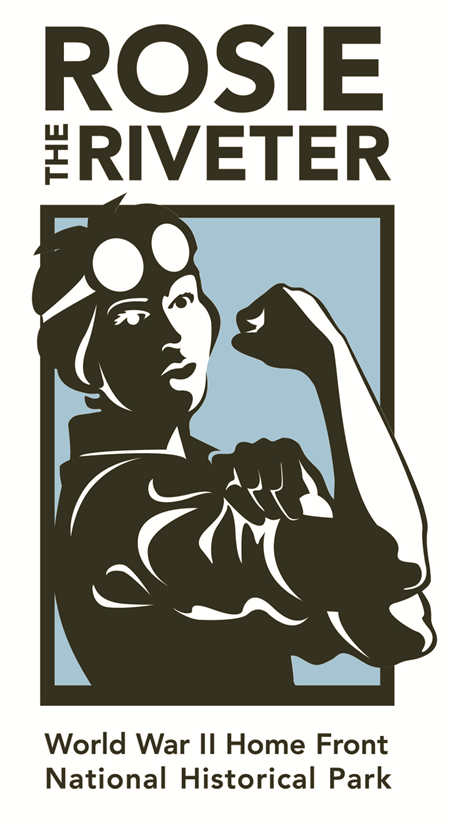 ROSIE
THE RIVETER
World War II Home Front
National Historical Park